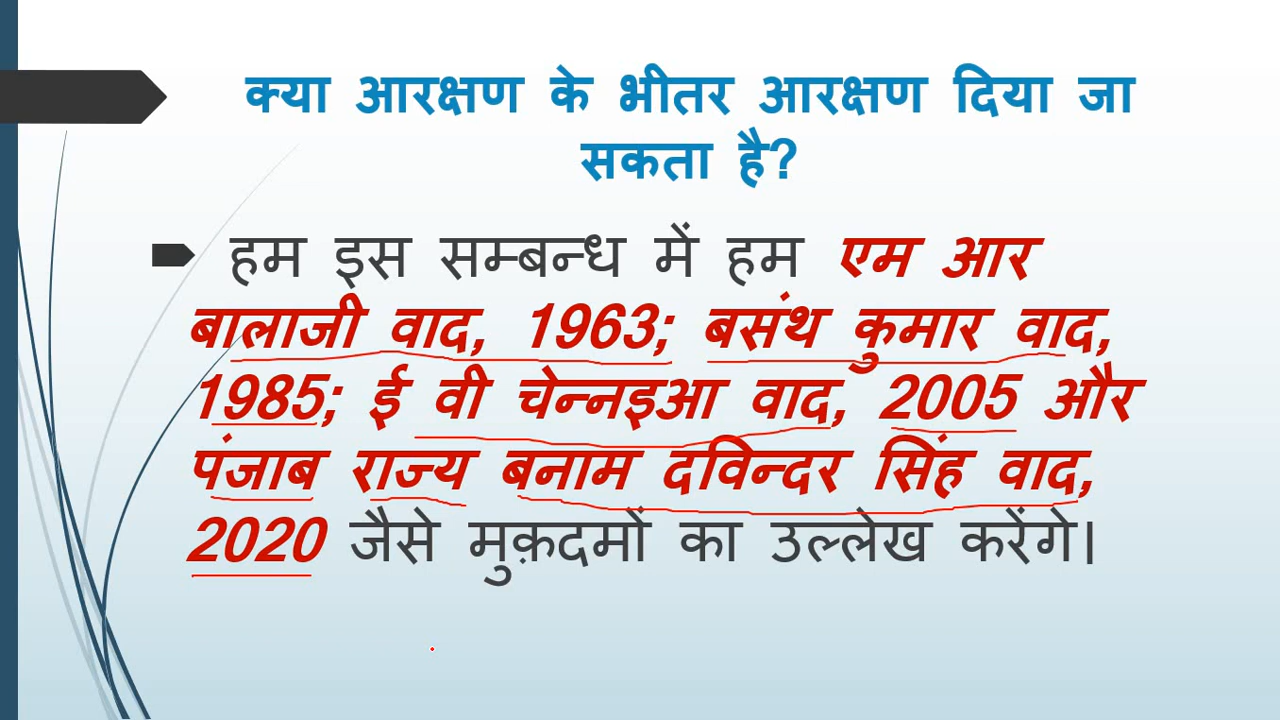 क्या आरक्षण के भीतर आरक्षण दिया जा
सकता है?
हम इस सम्बन्ध में हम एम आर
बालाजी वाद, 1963; बसंथ कुमार वाद,
1985; ई वी चेन्नइआ वाद, 2005 और
पंजाब राज्य बनाम दविन्दर सिंह वाद,
2020 जैसे मुक़दमों का उल्लेख करेंगे।